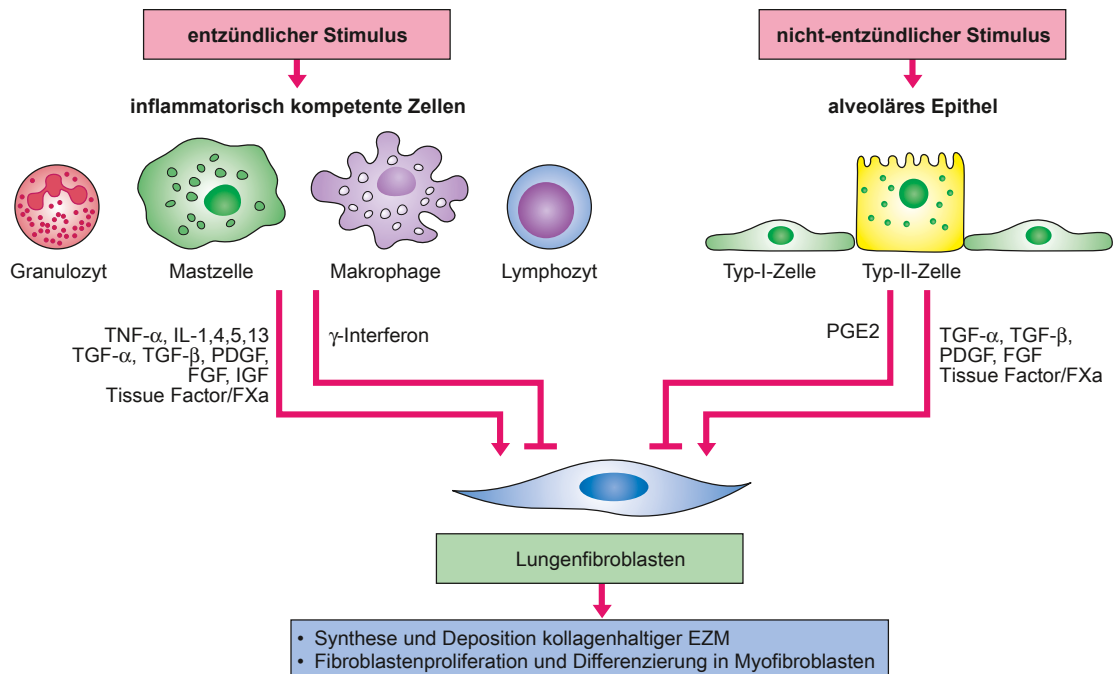 entzündlicher Stimulus
nicht-entzündlicher Stimulus
inflammatorisch kompetente Zellen
alveoläres Epithel
Granulozyt
Mastzelle
Makrophage
Lymphozyt
Typ-I-Zelle
Typ-II-Zelle
TNF-α, IL-1,4,5,13
TGF-α, TGF-β, PDGF,
FGF, IGF
Tissue Factor/FXa
γ-Interferon
PGE2
TGF-α, TGF-β,
PDGF, FGF
Tissue Factor/FXa
Lungenfibroblasten
• Synthese und Deposition kollagenhaltiger EZM
• Fibroblastenproliferation und Differenzierung in Myofibroblasten